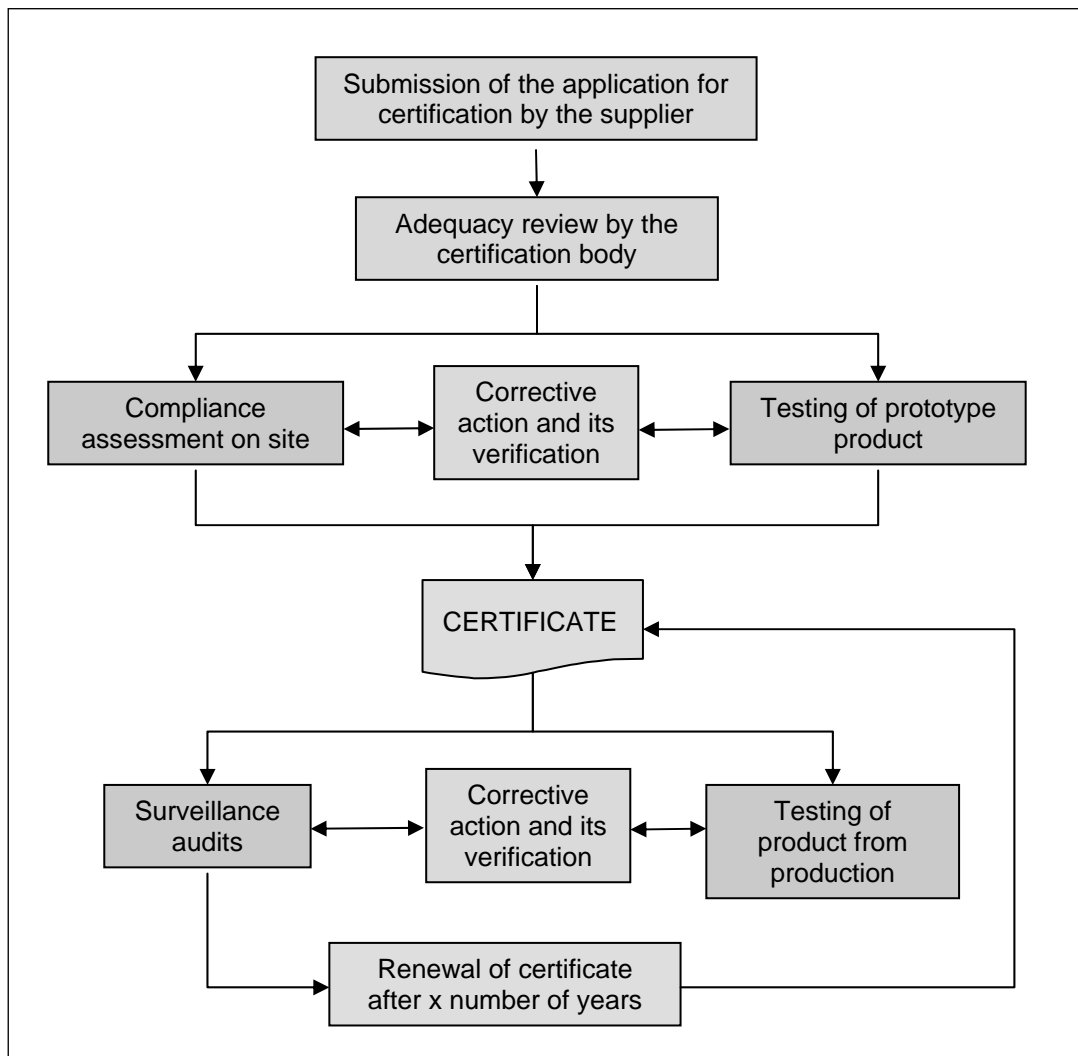 Submission of the application for
certification by the supplier
Adequacy review by the
certification body
Compliance
assessment on site
Corrective
action and its
verification
Testing of prototype
product
CERTIFICATE
Surveillance
audits
Corrective
action and its
verification
Testing of
product from
production
Renewal of certificate
after x number of years